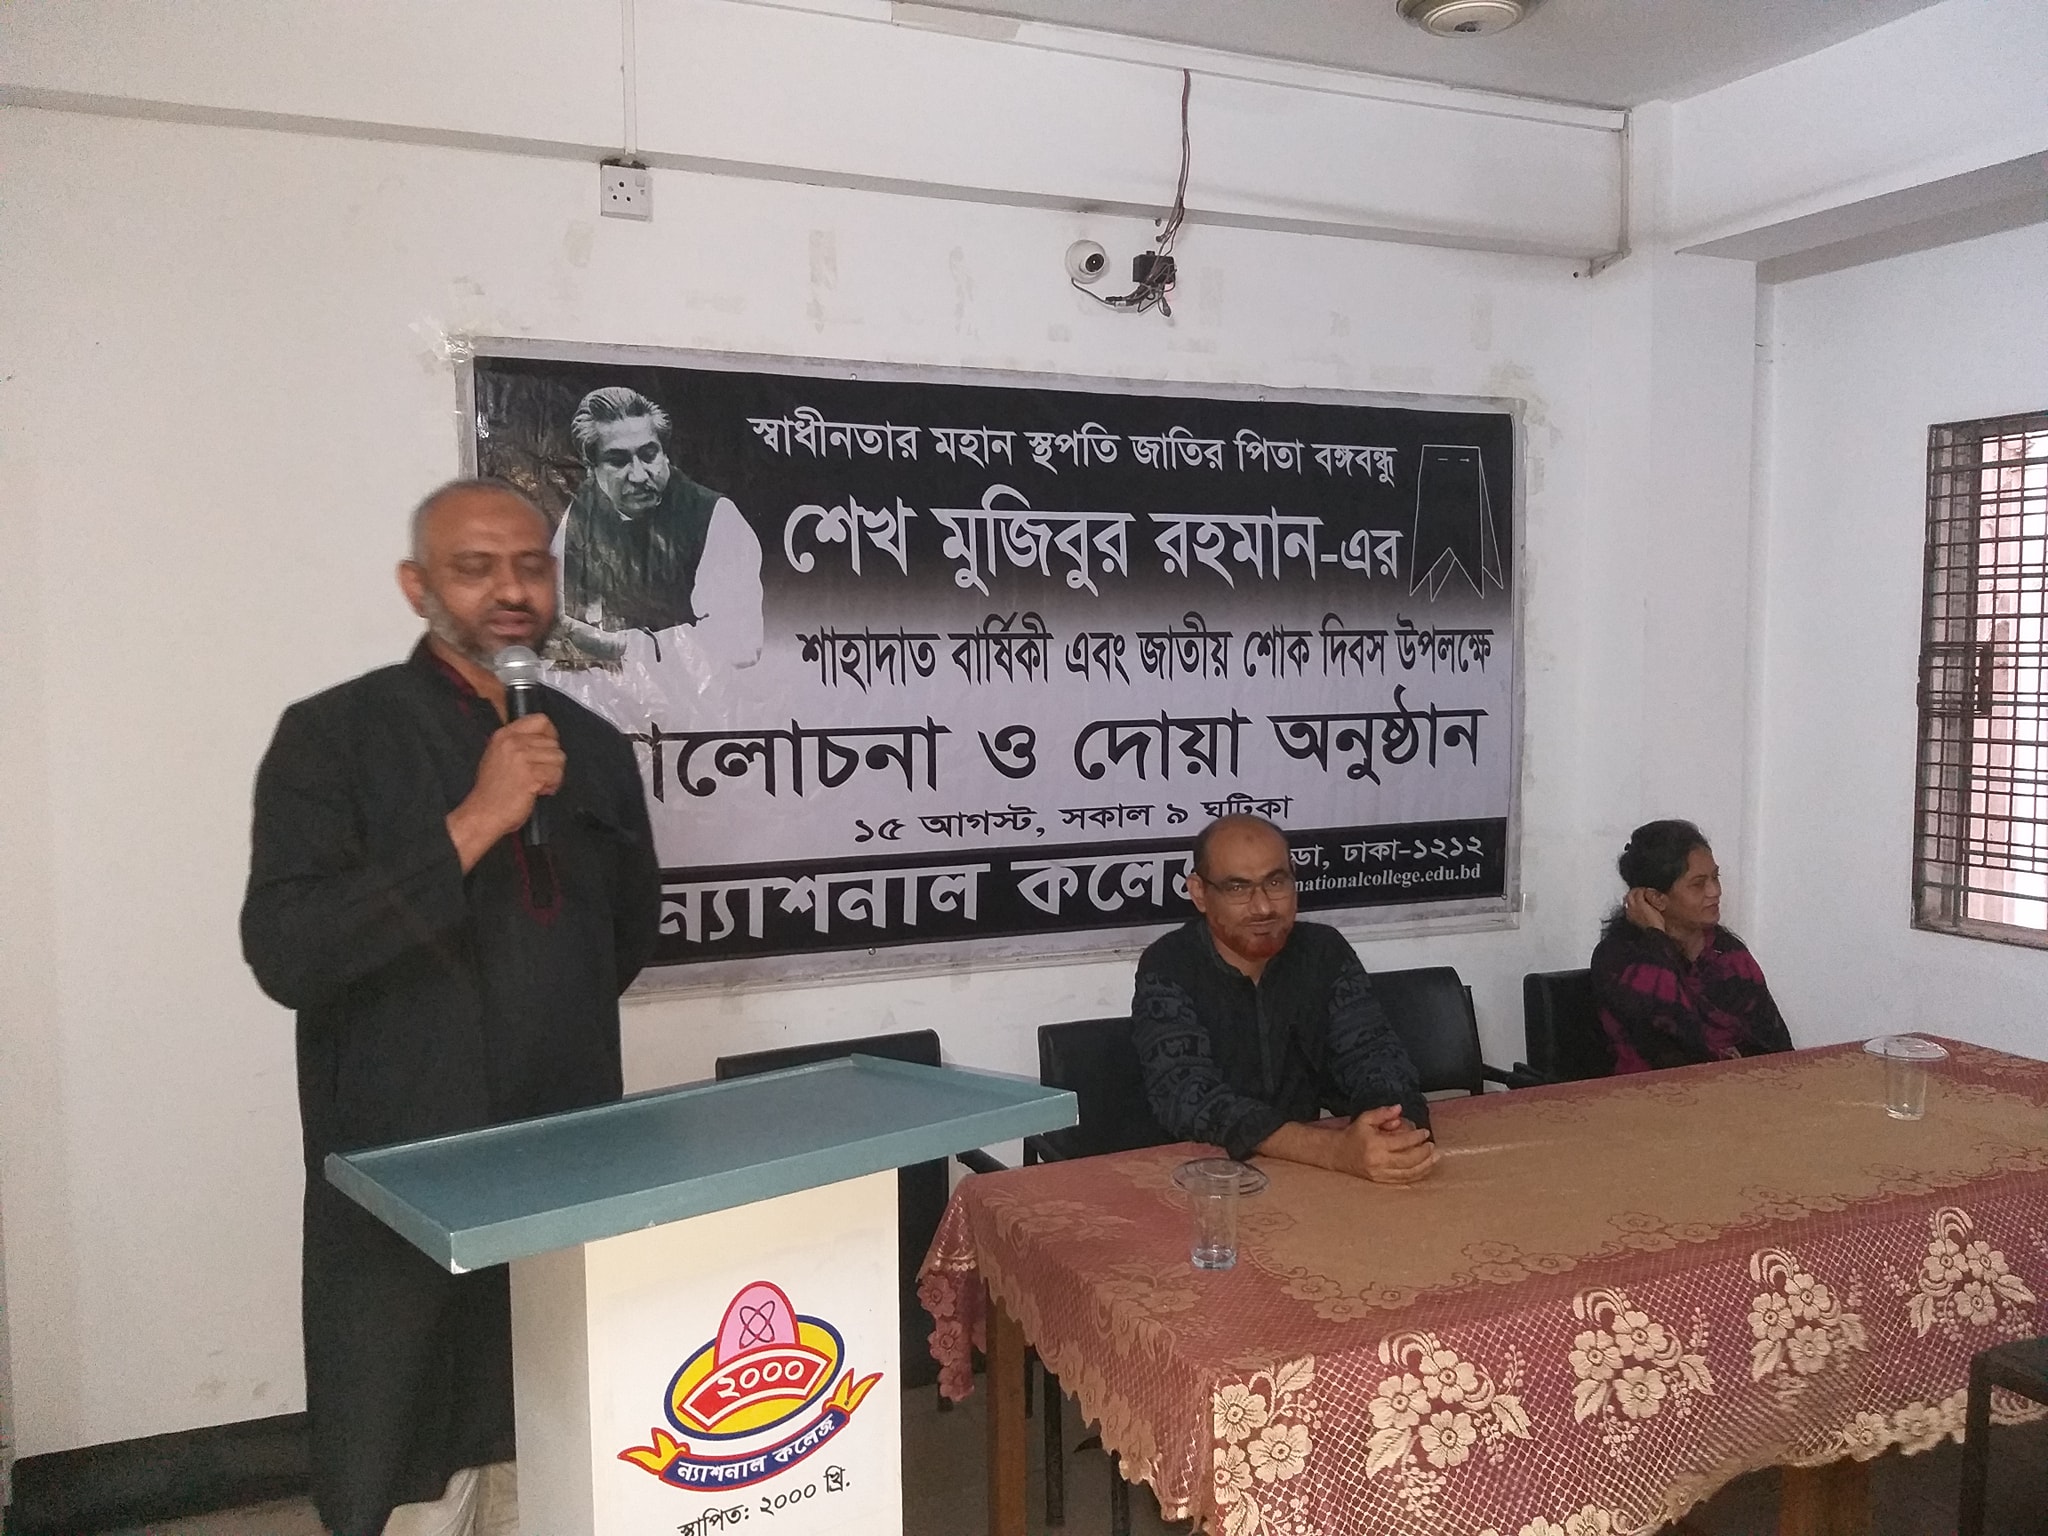 স্বাধীনতার মহান স্থপতি জাতির পিতা বঙ্গবন্ধু
শেখ মুজিবুর রহমান-এর
শাহাদাত বার্ষিকী এবং জাতীয় শোক দিবস উপলক্ষে
লোচনা ও দোয়া অনুষ্ঠান
১৫ আগস্ট, সকাল ৯ ঘটিকা
ন্যাশনাল কলেজ
ঢাকা-১২১২
nationalcollege.edu.bd
২০০০
ন্যাশনাল কলেজ
স্থাপিত: ২০০০ খ্রি.